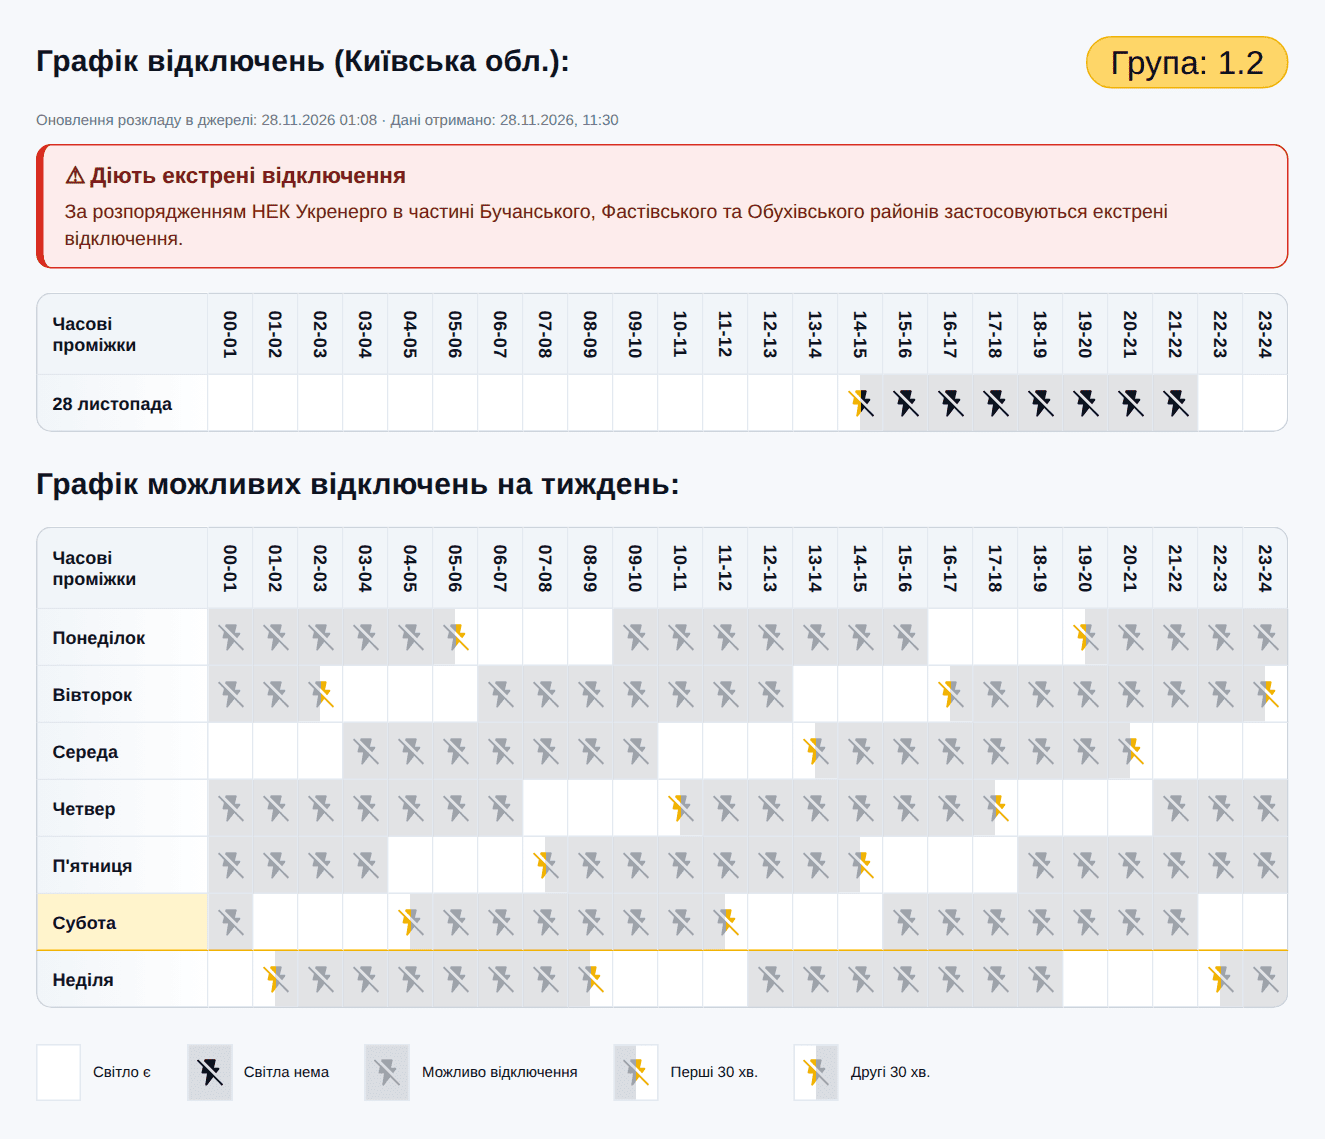 Графік відключень (Київська обл.):
Група: 1.2
Оновлення розкладу в джерелі: 28.11.2026 01:08 · Дані отримано: 28.11.2026, 11:30
⚠ Діють екстрені відключення
За розпорядженням НЕК Укренерго в частині Бучанського, Фастівського та Обухівського районів застосовуються екстрені
відключення.
Часові
проміжки
00-01 01-02 02-03 03-04 04-05 05-06 06-07 07-08 08-09 09-10 10-11 11-12 12-13 13-14 14-15 15-16 16-17 17-18 18-19 19-20 20-21 21-22 22-23 23-24
28 листопада
Графік можливих відключень на тиждень:
Часові
проміжки
00-01 01-02 02-03 03-04 04-05 05-06 06-07 07-08 08-09 09-10 10-11 11-12 12-13 13-14 14-15 15-16 16-17 17-18 18-19 19-20 20-21 21-22 22-23 23-24
Понеділок
Вівторок
Середа
Четвер
П'ятниця
Субота
Неділя
Світло є
Світла нема
Можливо відключення
Перші 30 хв.
Другі 30 хв.